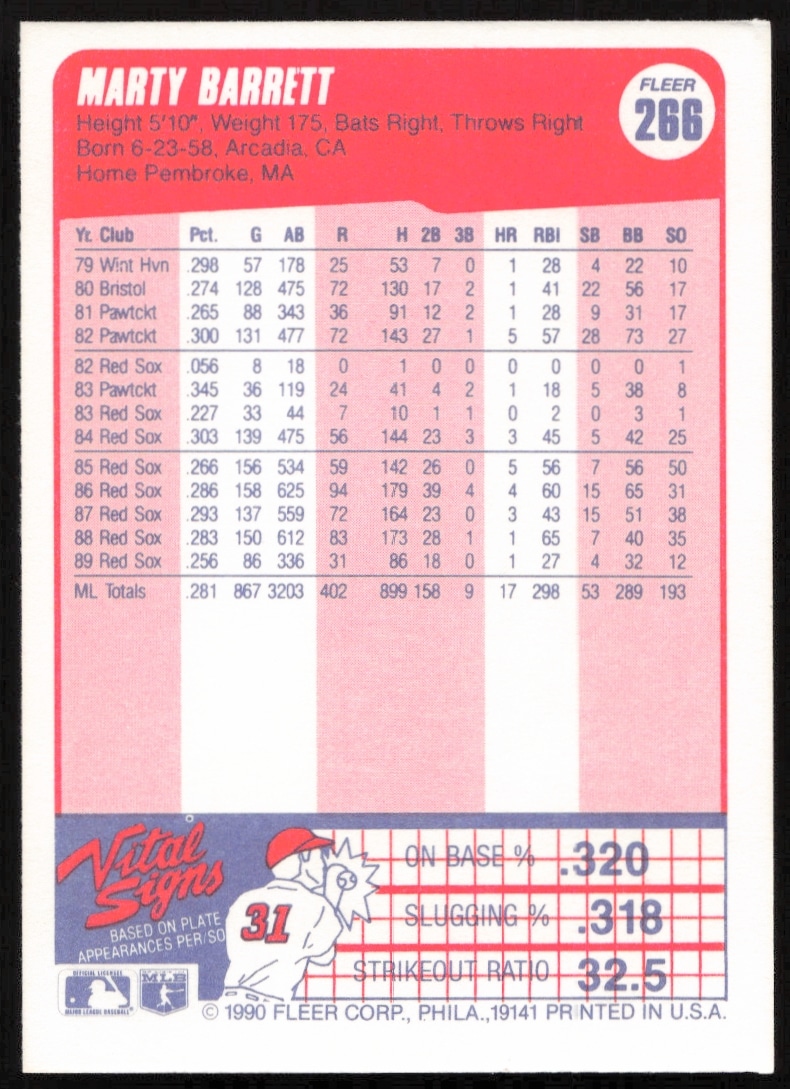 MARTY BARRETT
FLEER
266
Height 5'10", Weight 175, Bats Right, Throws Right
Born 6-23-58, Arcadia, CA
Home Pembroke, MA
Yr. Club Pct. G AB R H 2B 3B HR RBI SB BB SO
79 Wint Hvn .298 57 178 25 53 7 0 1 28 4 22 10
80 Bristol .274 128 475 72 130 17 2 1 41 22 56 17
81 Pawtckt .265 88 343 36 91 12 2 1 28 9 31 17
82 Pawtckt .300 131 477 72 143 27 1 5 57 28 73 27
82 Red Sox .056 8 18 0 1 0 0 0 0 0 0 1
83 Pawtckt .345 36 119 24 41 4 2 1 18 5 38 8
83 Red Sox .227 33 44 7 10 1 1 0 2 0 3 1
84 Red Sox .303 139 475 56 144 23 3 3 45 5 42 25
85 Red Sox .266 156 534 59 142 26 0 5 56 7 56 50
86 Red Sox .286 158 625 94 179 39 4 4 60 15 65 31
87 Red Sox .293 137 559 72 164 23 0 3 43 15 51 38
88 Red Sox .283 150 612 83 173 28 1 1 65 7 40 35
89 Red Sox .256 86 336 31 86 18 0 1 27 4 32 12
ML Totals .281 867 3203 402 899 158 9 17 298 53 289 193
Vital
Signs
BASED ON PLATE
APPEARANCES PER/SO
31
ON BASE % .320
SLUGGING % .318
STRIKEOUT RATIO 32.5
OFFICIAL LICENSEE
MAJOR LEAGUE BASEBALL
MLB
© 1990 FLEER CORP., PHILA.,19141 PRINTED IN U.S.A.